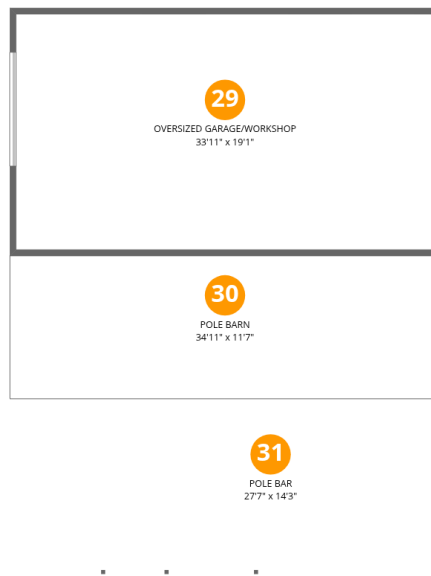 29
OVERSIZED GARAGE/WORKSHOP
33'11" x 19'1"
30
POLE BARN
34'11" x 11'7"
31
POLE BAR
27'7" x 14'3"